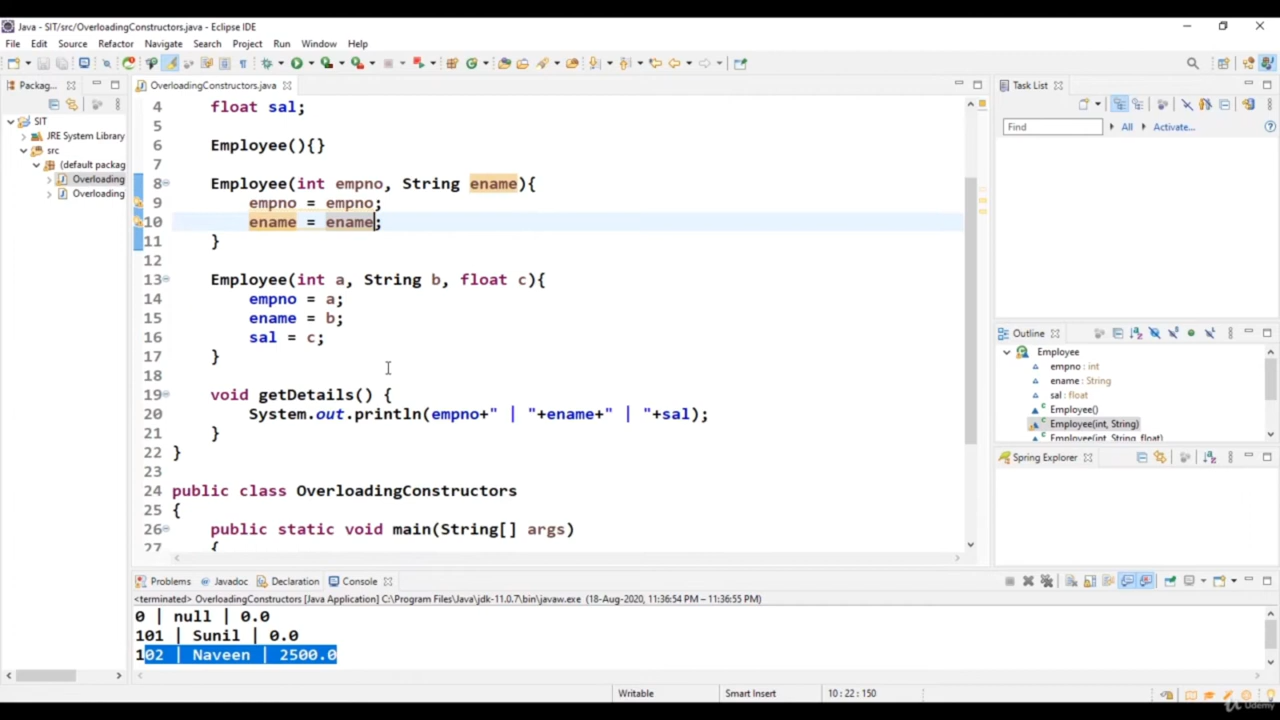 Java - SIT/src/OverloadingConstructors.java - Eclipse IDE
File Edit Source Refactor Navigate Search Project Run Window Help
Packag...
OverloadingConstructors.java
Task List
SIT
JRE System Library
src
(default packag
Overloading
Overloading
Find
All
Activate...
4 float sal;
5
6 Employee(){}
7
8 Employee(int empno, String ename){
9 empno = empno;
10 ename = ename;
11 }
12
13 Employee(int a, String b, float c){
14 empno = a;
15 ename = b;
16 sal = c;
17 }
18
19 void getDetails() {
20 System.out.println(empno+" | "+ename+" | "+sal);
21 }
22 }
23
24 public class OverloadingConstructors
25 {
26 public static void main(String[] args)
27 {
Outline
Employee
empno : int
ename : String
sal : float
Employee()
Employee(int, String)
Employee(int, String, float)
Spring Explorer
Problems Javadoc Declaration Console
<terminated> OverloadingConstructors [Java Application] C:\Program Files\Java\jdk-11.0.7\bin\javaw.exe (18-Aug-2020, 11:36:54 PM – 11:36:55 PM)
0 | null | 0.0
101 | Sunil | 0.0
102 | Naveen | 2500.0
Writable
Smart Insert
10 : 22 : 150
Udemy